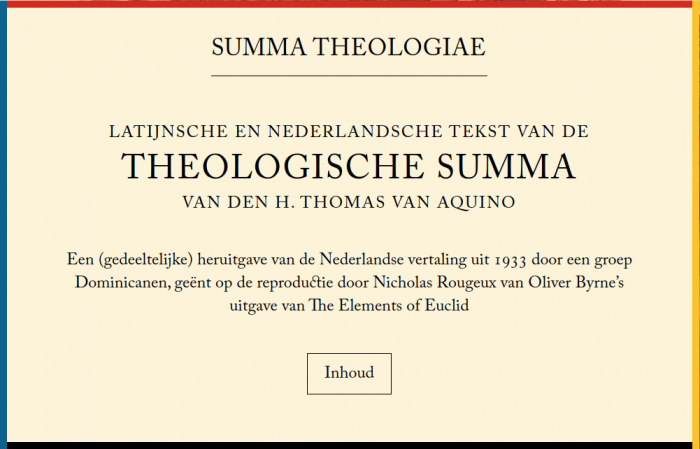 SUMMA THEOLOGIAE
LATIJNSCHE EN NEDERLANDSCHE TEKST VAN DE
THEOLOGISCHE SUMMA
VAN DEN H. THOMAS VAN AQUINO
Een (gedeeltelijke) heruitgave van de Nederlandse vertaling uit 1933 door een groep
Dominicanen, geënt op de reproductie door Nicholas Rougeux van Oliver Byrne’s
uitgave van The Elements of Euclid
Inhoud